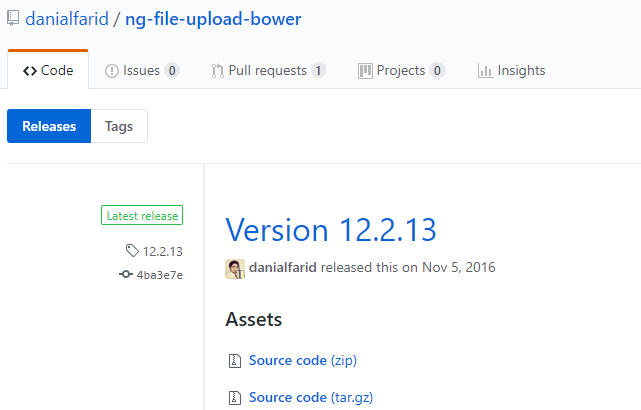 danialfarid / ng-file-upload-bower
Code Issues 0 Pull requests 1 Projects 0 Insights
Releases Tags
Latest release
12.2.13
4ba3e7e
Version 12.2.13
danialfarid released this on Nov 5, 2016
Assets
Source code (zip)
Source code (tar.gz)